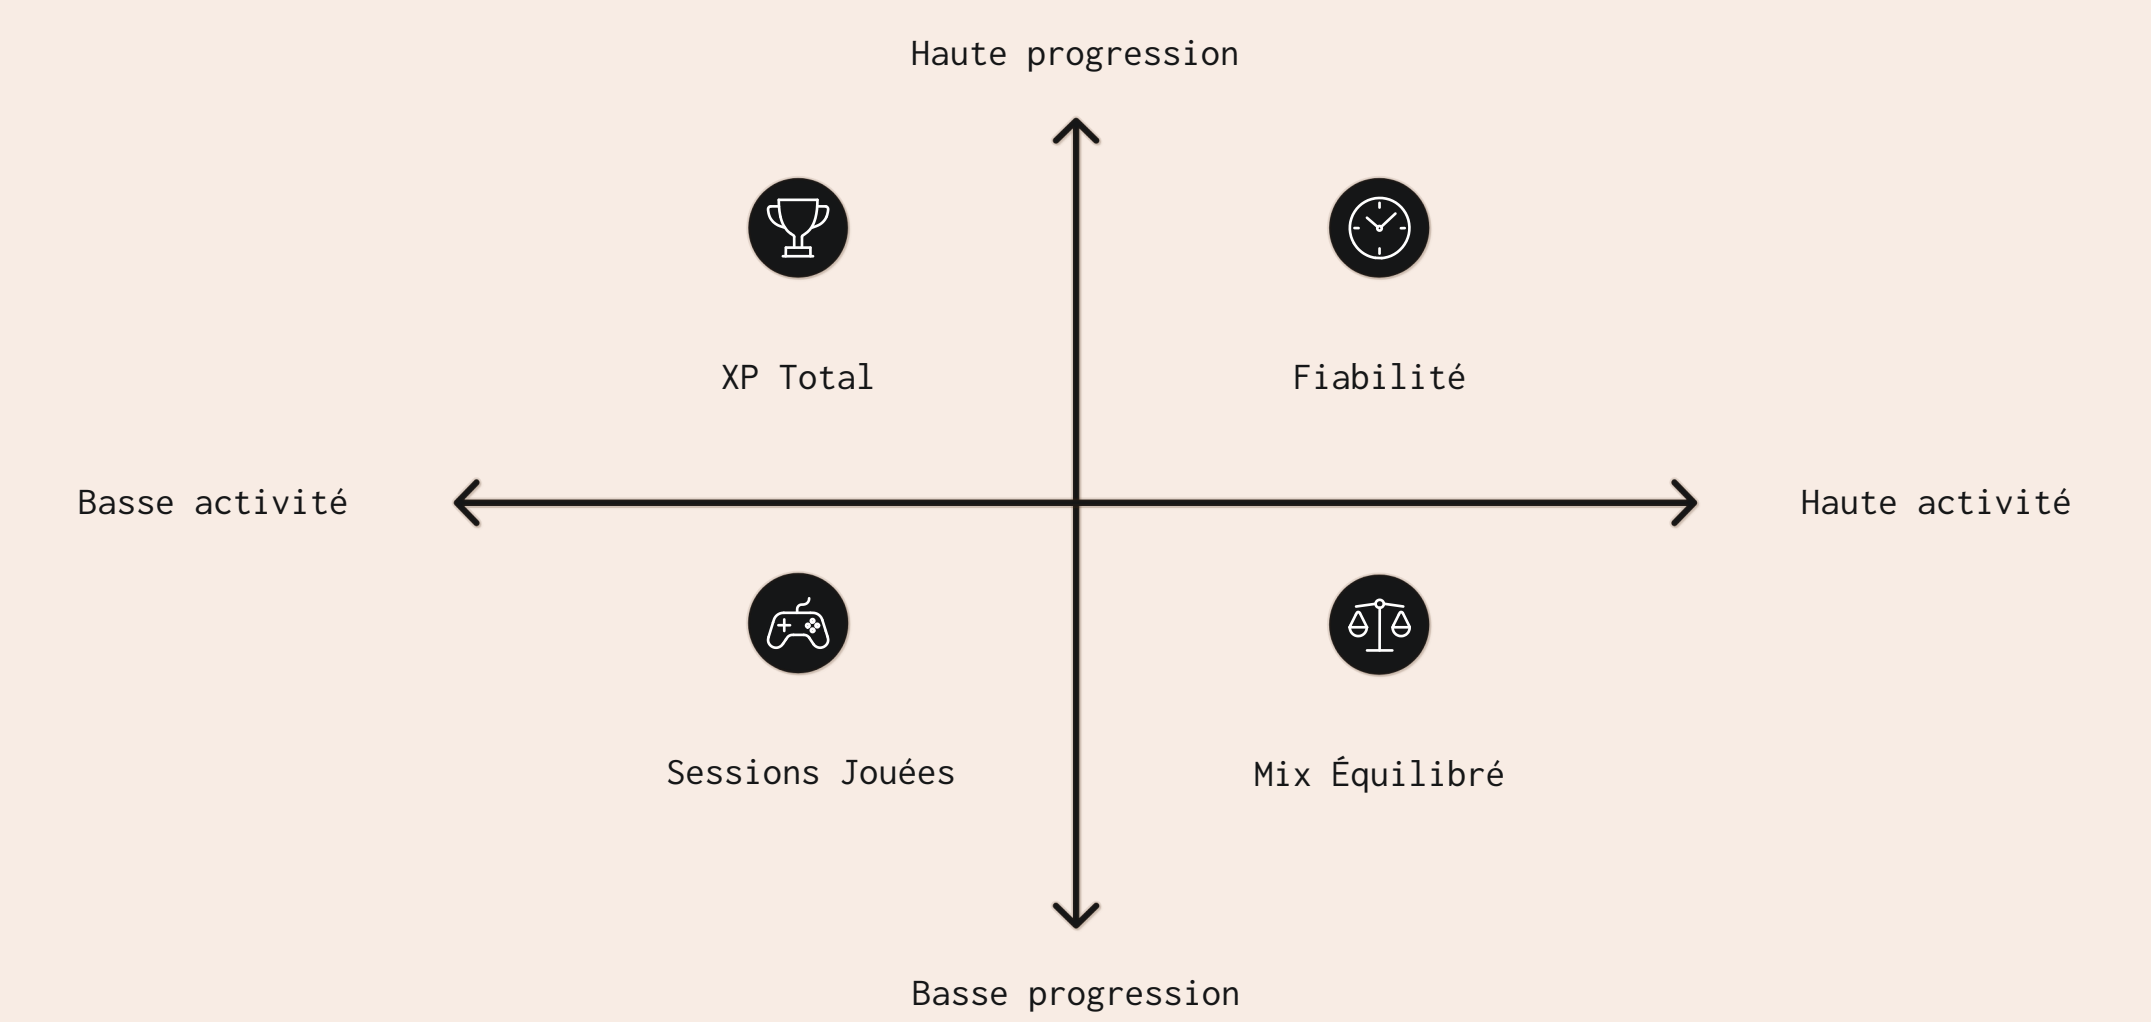 Haute progression
XP Total
Fiabilité
Basse activité
Haute activité
Sessions Jouées
Mix Équilibré
Basse progression